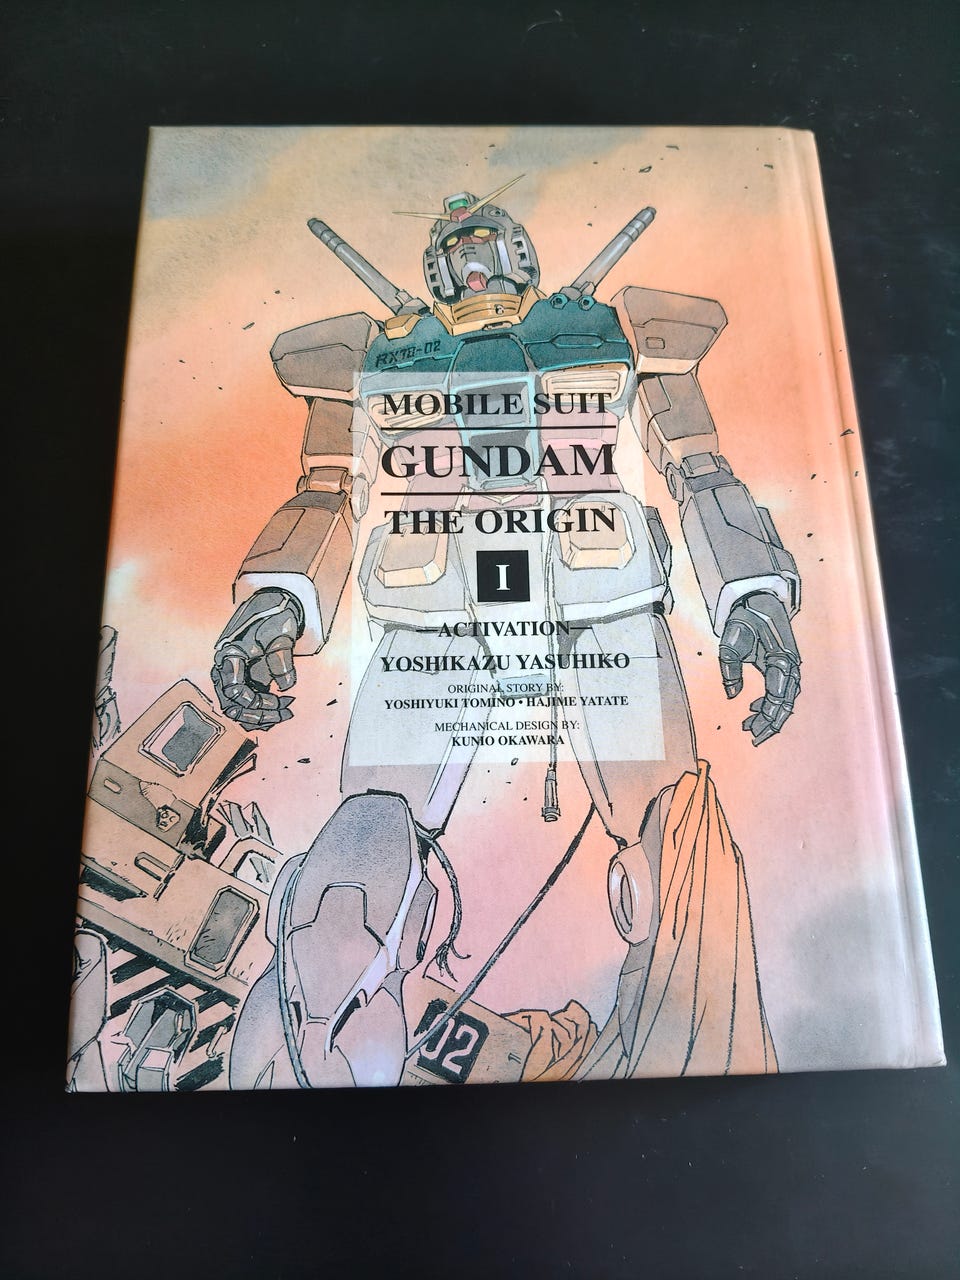 RX70-02
MOBILE SUIT
GUNDAM
THE ORIGIN
I
—ACTIVATION—
YOSHIKAZU YASUHIKO
ORIGINAL STORY BY:
YOSHIYUKI TOMINO • HAJIME YATATE
MECHANICAL DESIGN BY:
KUNIO OKAWARA
02